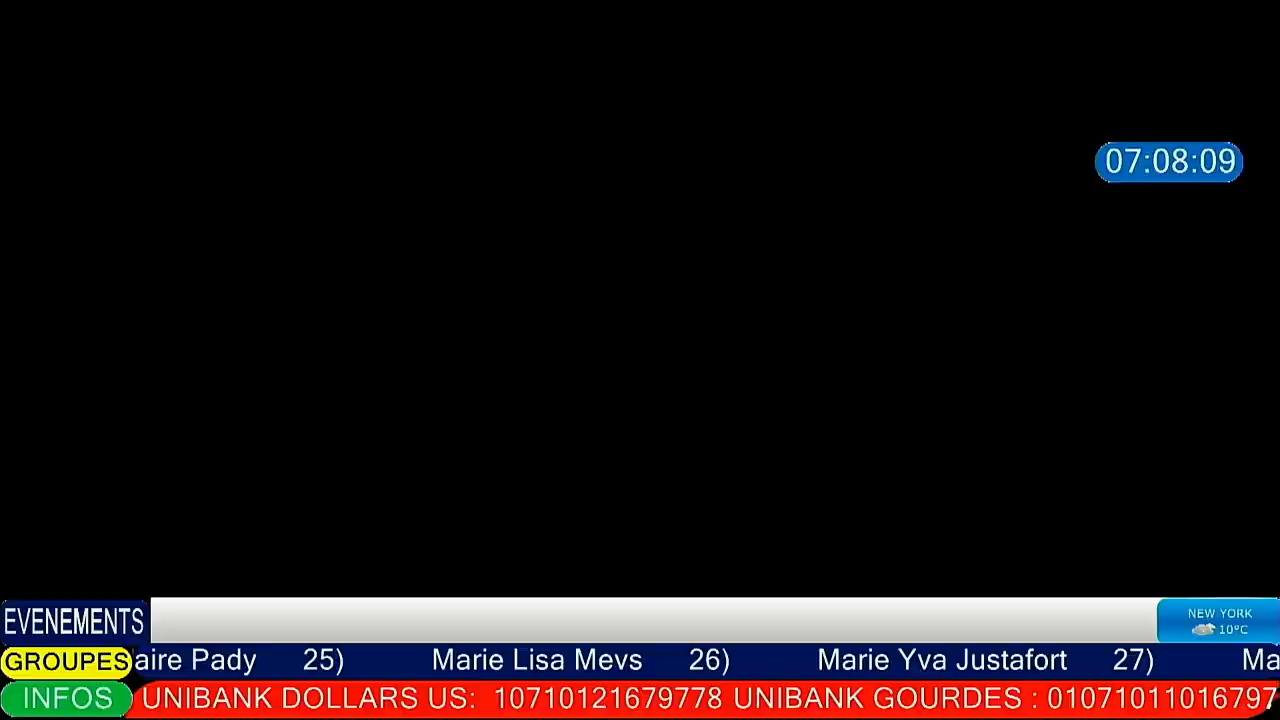 07:08:09
EVENEMENTS
NEW YORK
10°C
GROUPES aire Pady 25) Marie Lisa Mevs 26) Marie Yva Justafort 27) Ma
INFOS UNIBANK DOLLARS US: 10710121679778 UNIBANK GOURDES : 01071011016797